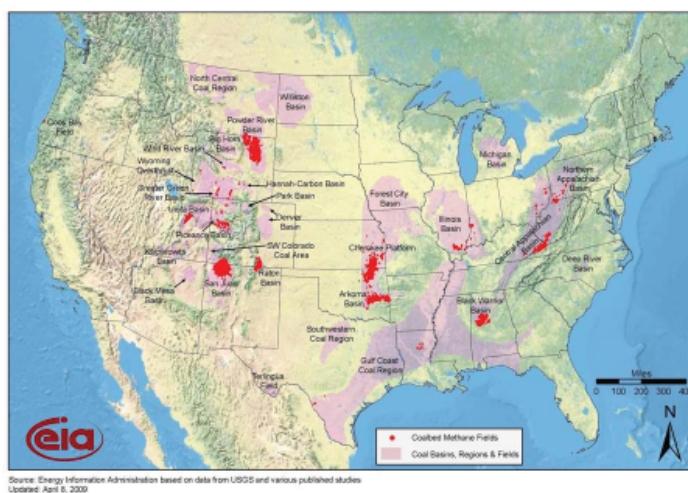 North Central
Coal Region
Williston
Basin
Coos Bay
Field
Powder River
Basin
Big Horn
Basin
Wind River Basin
Michigan
Basin
Wyoming
Northern
Appalachian
Basin
Hannah-Carbon Basin
Greater Green
River Basin
Park Basin
Forest City
Basin
Illinois
Basin
Uinta Basin
Denver
Basin
Piceance Basin
Central Appalachian
Basin
SW Colorado
Coal Area
Cherokee Platform
Kaiparowits
Basin
Deep River
Basin
Raton
Basin
San Juan
Basin
Black Mesa
Basin
Arkoma
Basin
Black Warrior
Basin
Southwestern
Coal Region
Gulf Coast
Coal Region
Terlingua
Field
Miles
0 100 200 300 400
N
eia
Coalbed Methane Fields
Coal Basins, Regions & Fields
Source: Energy Information Administration based on data from USGS and various published studies
Updated: April 8, 2009